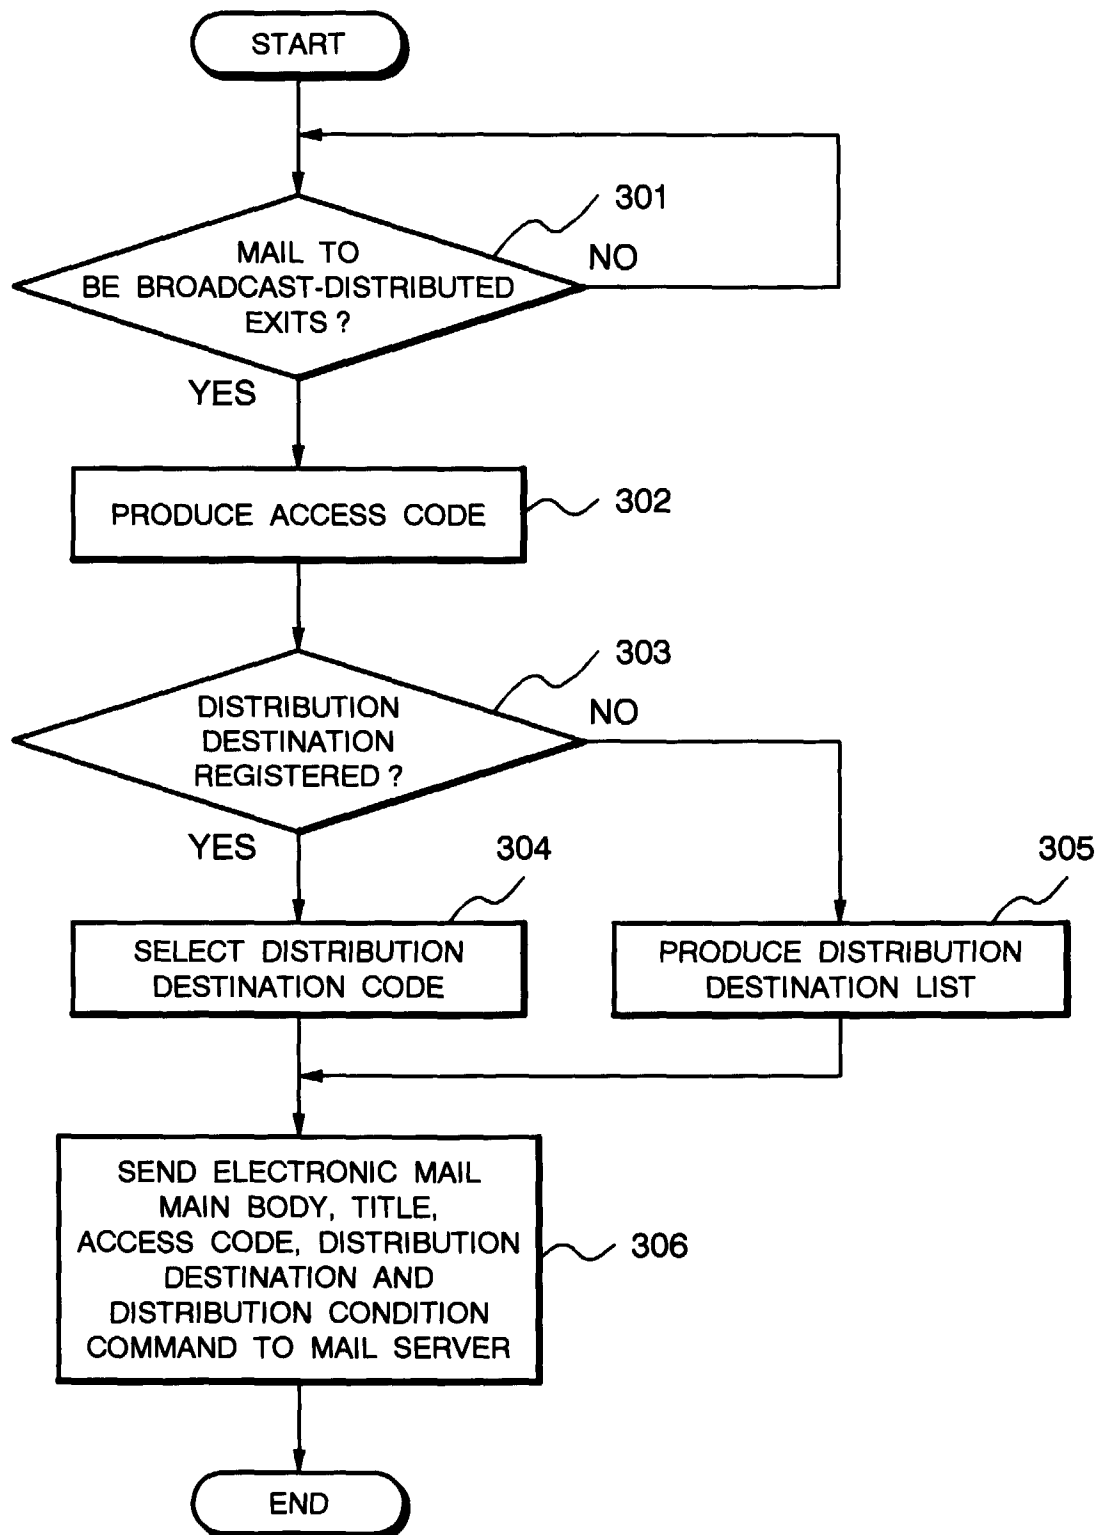 START
301
MAIL TO
BE BROADCAST-DISTRIBUTED
EXITS ?
NO
YES
PRODUCE ACCESS CODE
302
303
DISTRIBUTION
DESTINATION
REGISTERED ?
NO
YES
304
305
SELECT DISTRIBUTION
DESTINATION CODE
PRODUCE DISTRIBUTION
DESTINATION LIST
SEND ELECTRONIC MAIL
MAIN BODY, TITLE,
ACCESS CODE, DISTRIBUTION
DESTINATION AND
DISTRIBUTION CONDITION
COMMAND TO MAIL SERVER
306
END